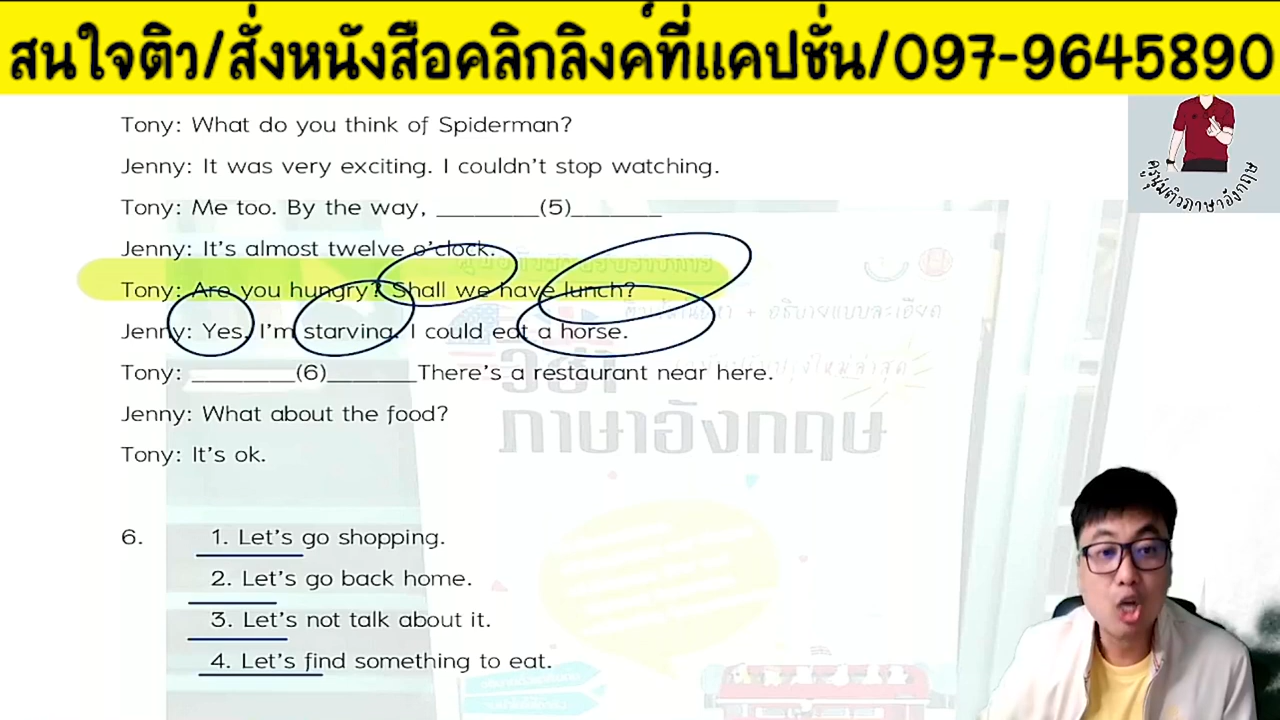 สนใจติว/สั่งหนังสือคลิกลิงค์ที่แคปชั่น/097-9645890
ครูนุ่มติวภาษาอังกฤษ
Tony: What do you think of Spiderman?
Jenny: It was very exciting. I couldn't stop watching.
Tony: Me too. By the way, ________(5)________
Jenny: It's almost twelve o'clock.
Tony: Are you hungry? Shall we have lunch?
Jenny: Yes, I'm starving. I could eat a horse.
Tony: ________(6)________There's a restaurant near here.
Jenny: What about the food?
Tony: It's ok.
วิชา
ภาษาอังกฤษ
6. 1. Let's go shopping.
2. Let's go back home.
3. Let's not talk about it.
4. Let's find something to eat.